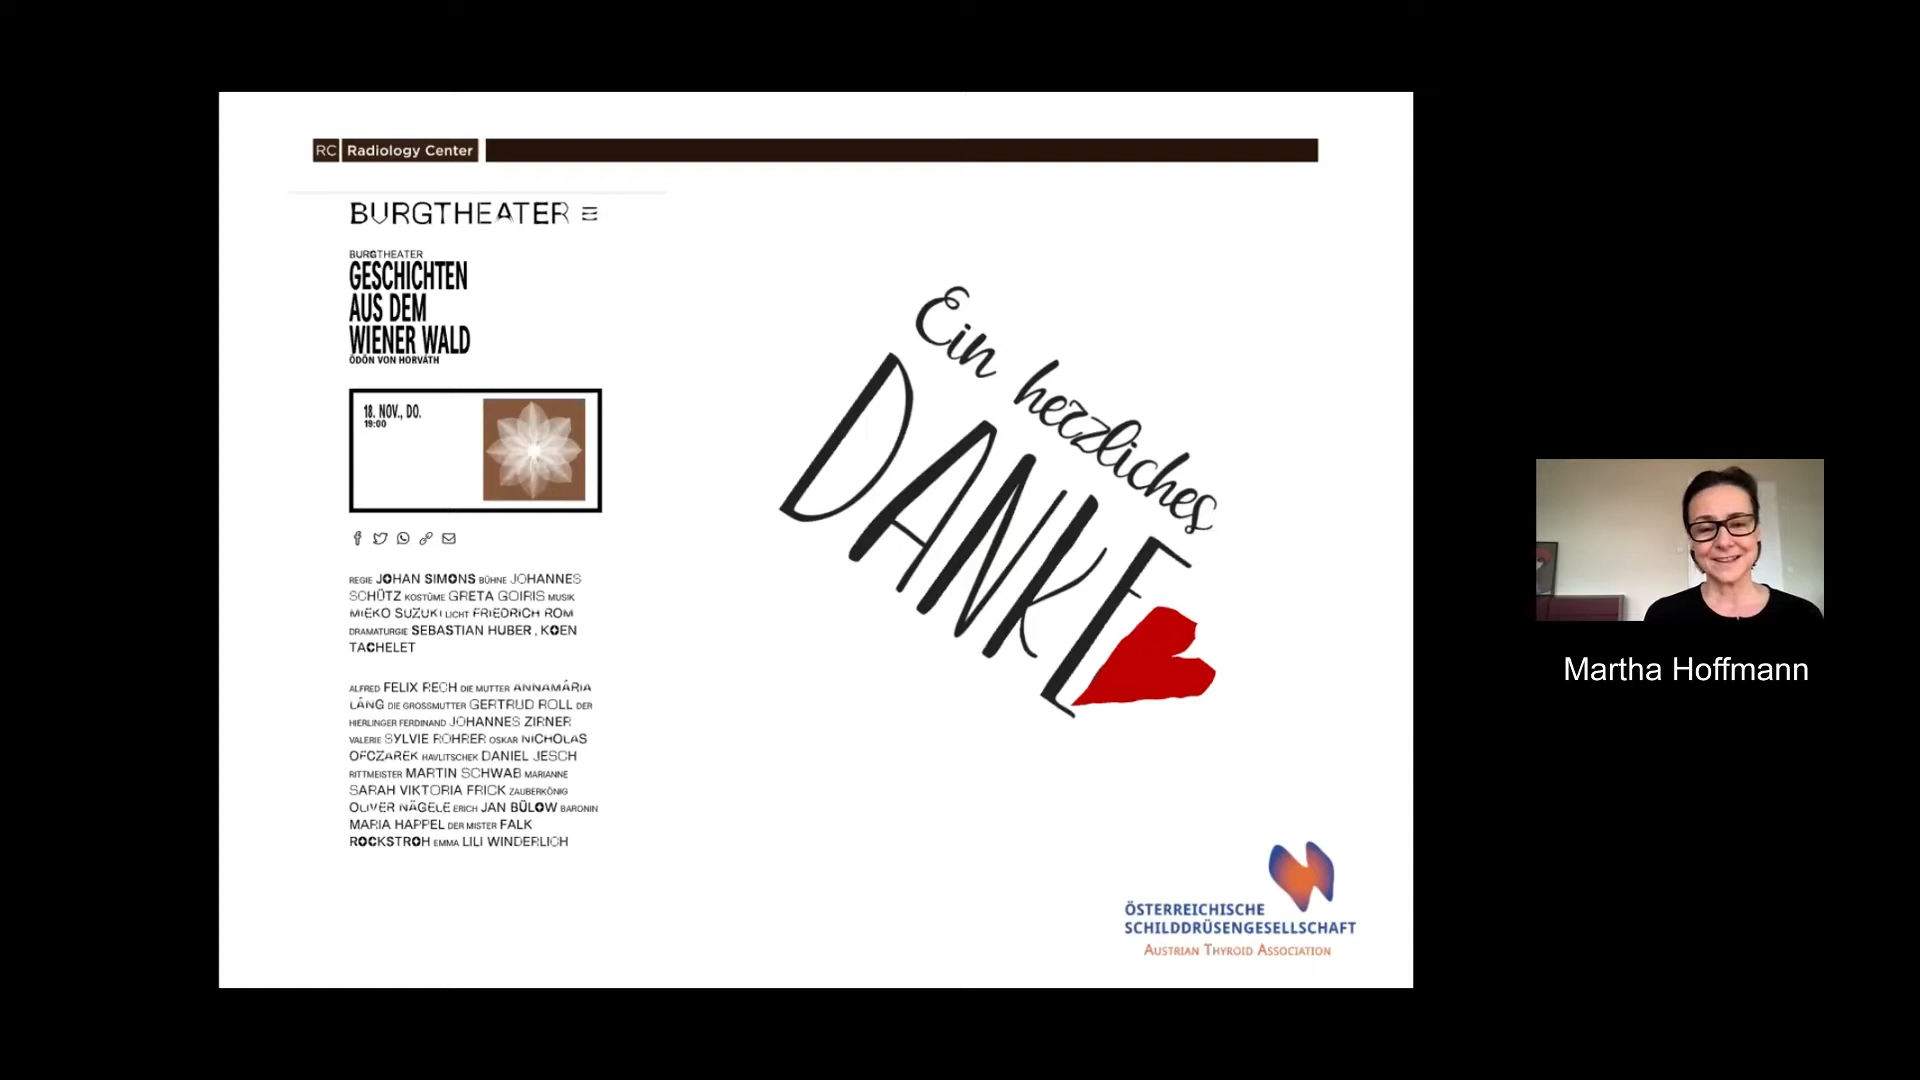 RC Radiology Center
BURGTHEATER
BURGTHEATER
GESCHICHTEN
AUS DEM
WIENER WALD
ÖDÖN VON HORVÁTH
18. NOV., DO.
19:00
REGIE JOHAN SIMONS BÜHNE JOHANNES
SCHÜTZ KOSTÜME GRETA GOIRIS MUSIK
MIEKO SUZUKI LICHT FRIEDRICH ROM
DRAMATURGIE SEBASTIAN HUBER , KOEN
TACHELET
ALFRED FELIX RECH DIE MUTTER ANNAMÁRIA
LÁNG DIE GROSSMUTTER GERTRUD ROLL DER
HIERLINGER FERDINAND JOHANNES ZIRNER
VALERIE SYLVIE ROHRER OSKAR NICHOLAS
OFCZAREK HAVLITSCHEK DANIEL JESCH
RITTMEISTER MARTIN SCHWAB MARIANNE
SARAH VIKTORIA FRICK ZAUBERKÖNIG
OLIVER NÄGELE ERICH JAN BÜLOW BARONIN
MARIA HAPPEL DER MISTER FALK
ROCKSTROH EMMA LILI WINDERLICH
Ein herzliches
DANKE
ÖSTERREICHISCHE
SCHILDDRÜSENGESELLSCHAFT
AUSTRIAN THYROID ASSOCIATION
Martha Hoffmann